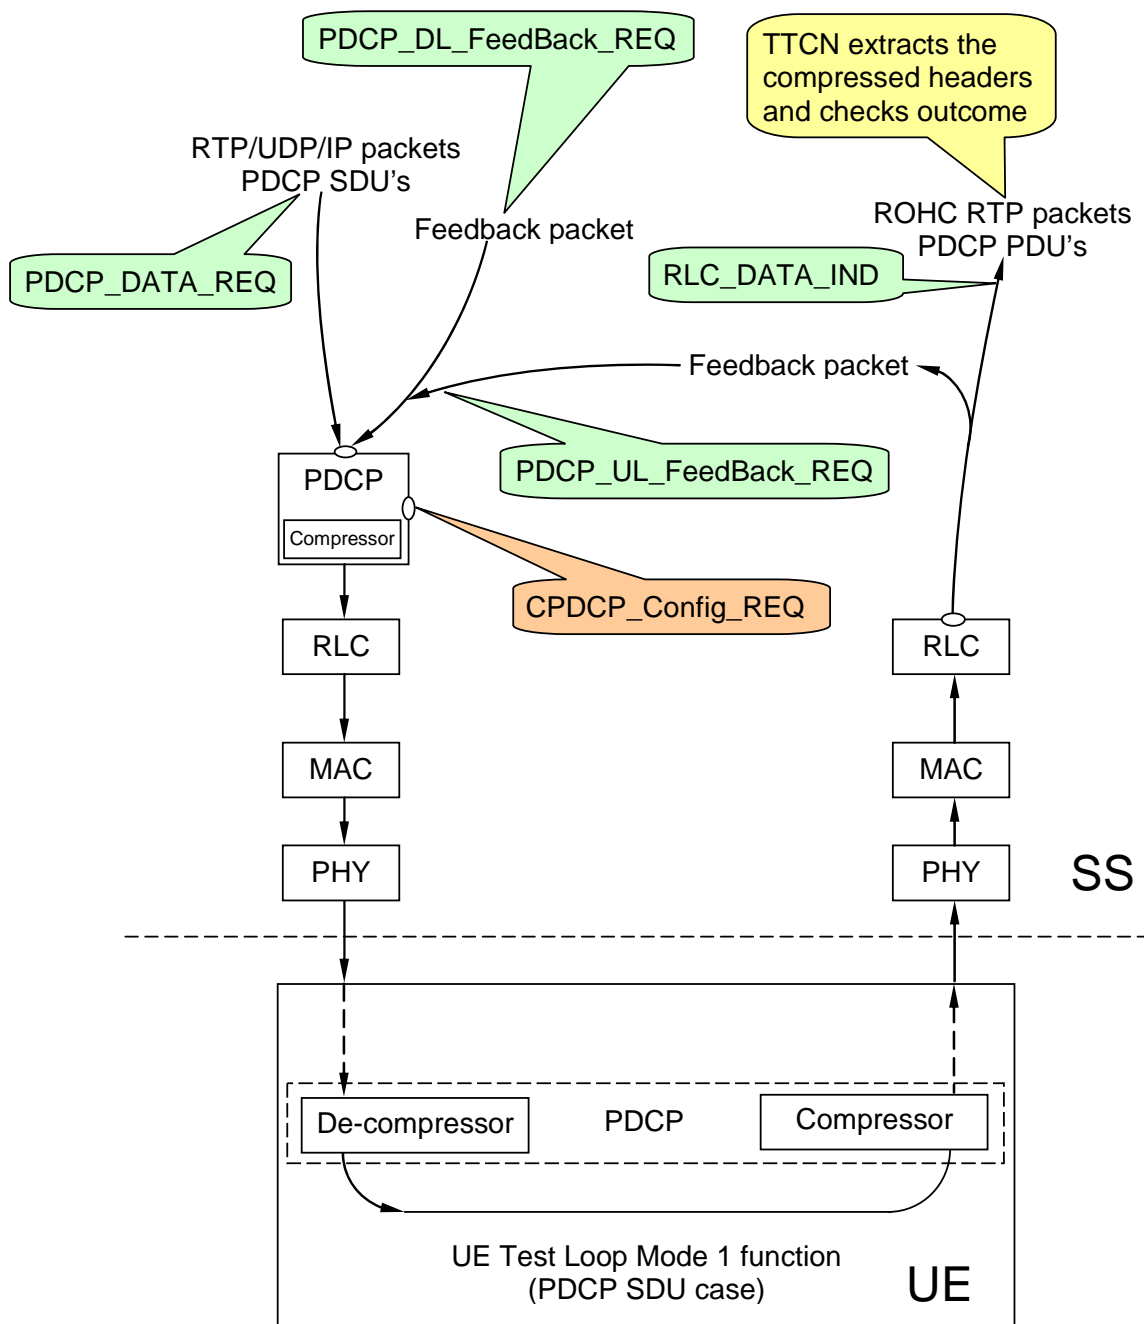 PDCP_DL_FeedBack_REQ
TTCN extracts the
compressed headers
and checks outcome
RTP/UDP/IP packets
PDCP SDU's
Feedback packet
ROHC RTP packets
PDCP PDU's
PDCP_DATA_REQ
RLC_DATA_IND
Feedback packet
PDCP
PDCP_UL_FeedBack_REQ
Compressor
CPDCP_Config_REQ
RLC
RLC
MAC
MAC
PHY
PHY
SS
De-compressor
PDCP
Compressor
UE Test Loop Mode 1 function
(PDCP SDU case)
UE